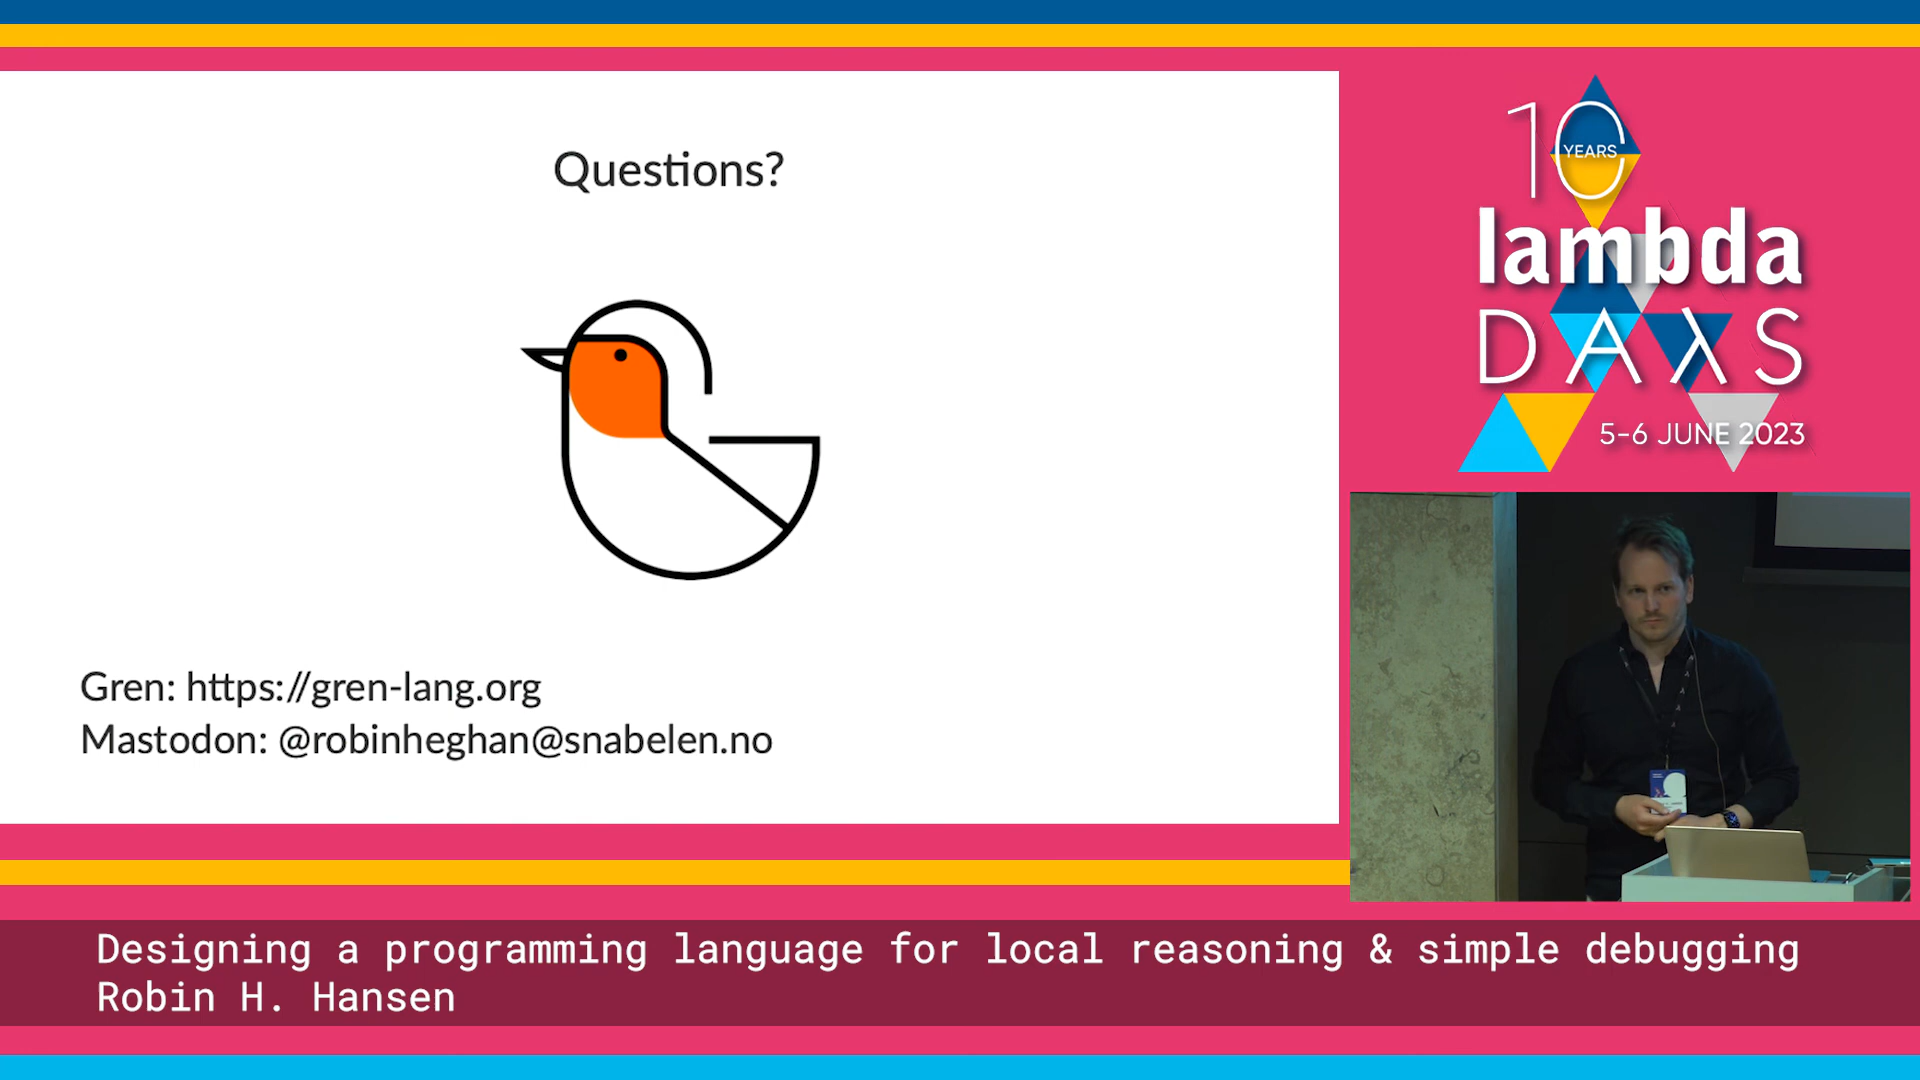 Questions?
Gren: https://gren-lang.org
Mastodon: @robinheghan@snabelen.no
10
YEARS
lambda
DAλS
5-6 JUNE 2023
Designing a programming language for local reasoning & simple debugging
Robin H. Hansen